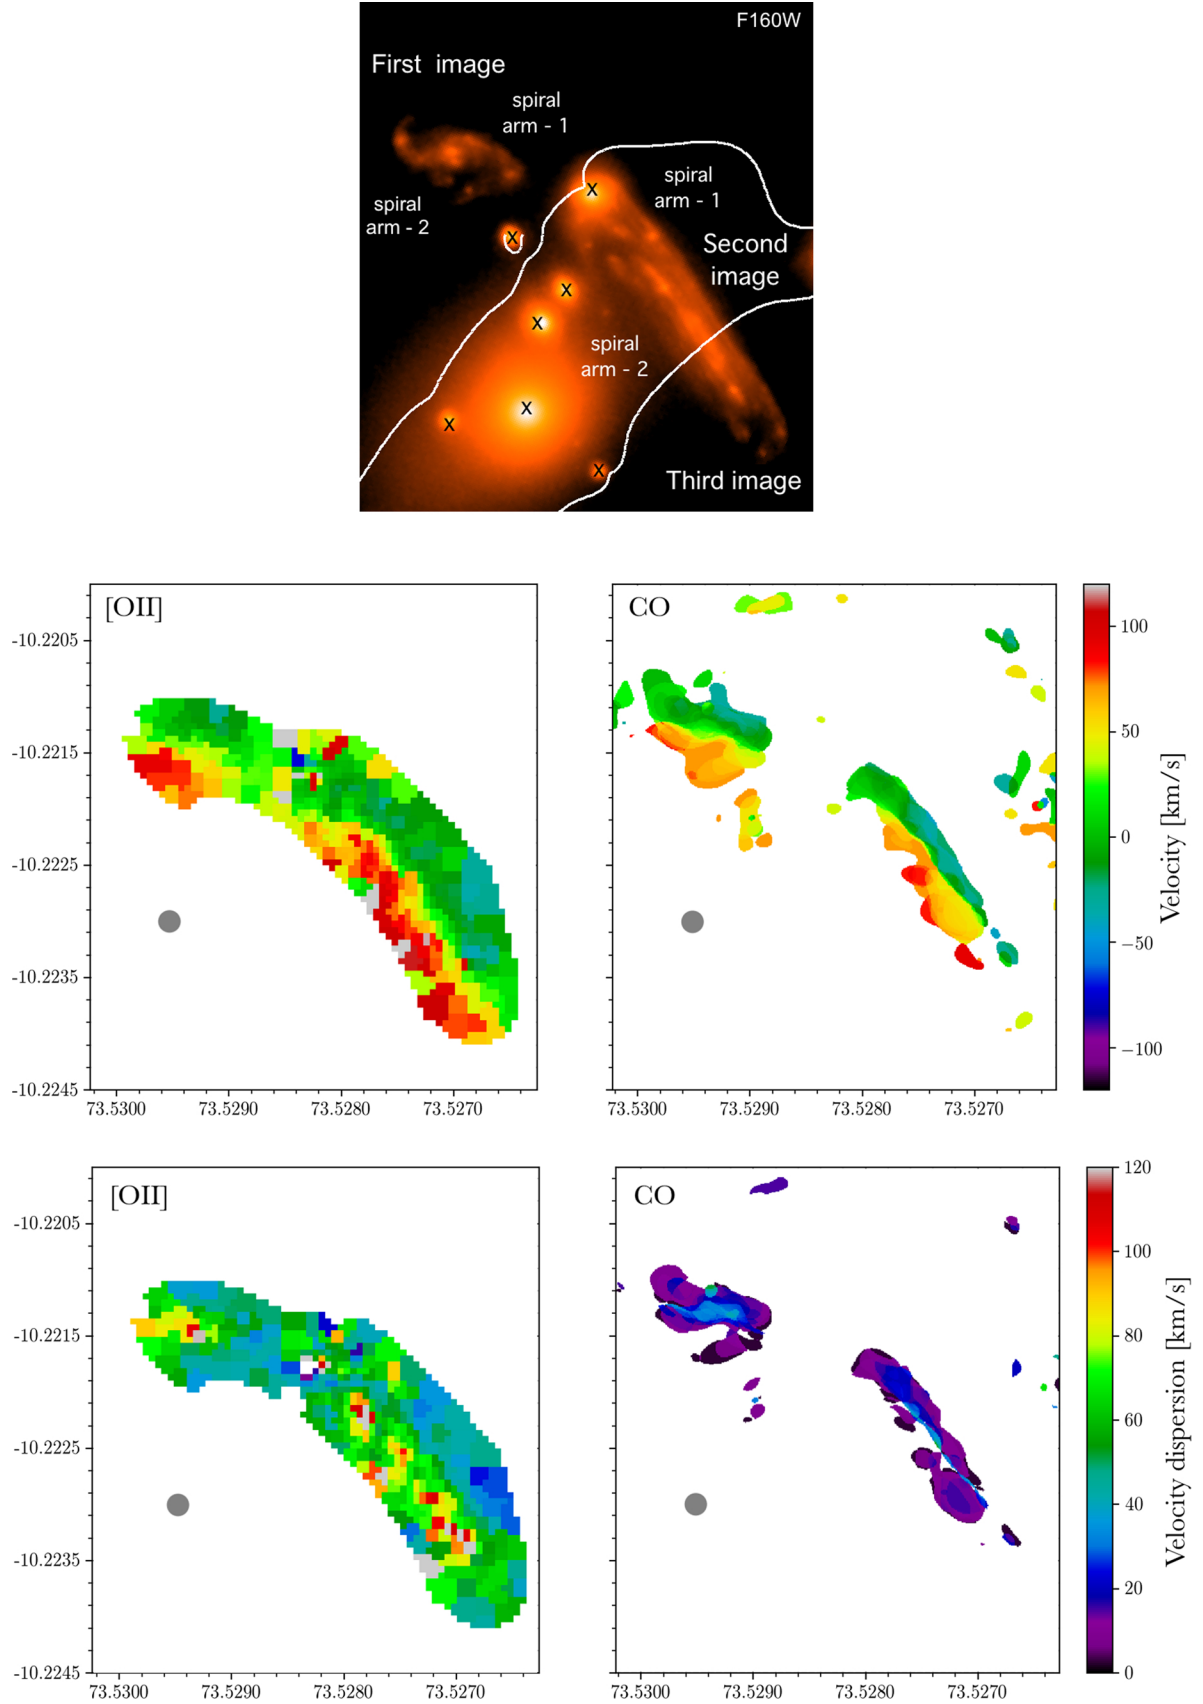 F160W
First image
spiral
arm - 1
spiral
arm - 1
spiral
arm - 2
Second
image
spiral
arm - 2
Third image
X
X
X
X
X
X
X
[OII]
CO
-10.2205
-10.2215
-10.2225
-10.2235
-10.2245
73.5300 73.5290 73.5280 73.5270
73.5300 73.5290 73.5280 73.5270
100
50
0
−50
−100
Velocity [km/s]
[OII]
CO
-10.2205
-10.2215
-10.2225
-10.2235
-10.2245
73.5300 73.5290 73.5280 73.5270
73.5300 73.5290 73.5280 73.5270
120
100
80
60
40
20
0
Velocity dispersion [km/s]